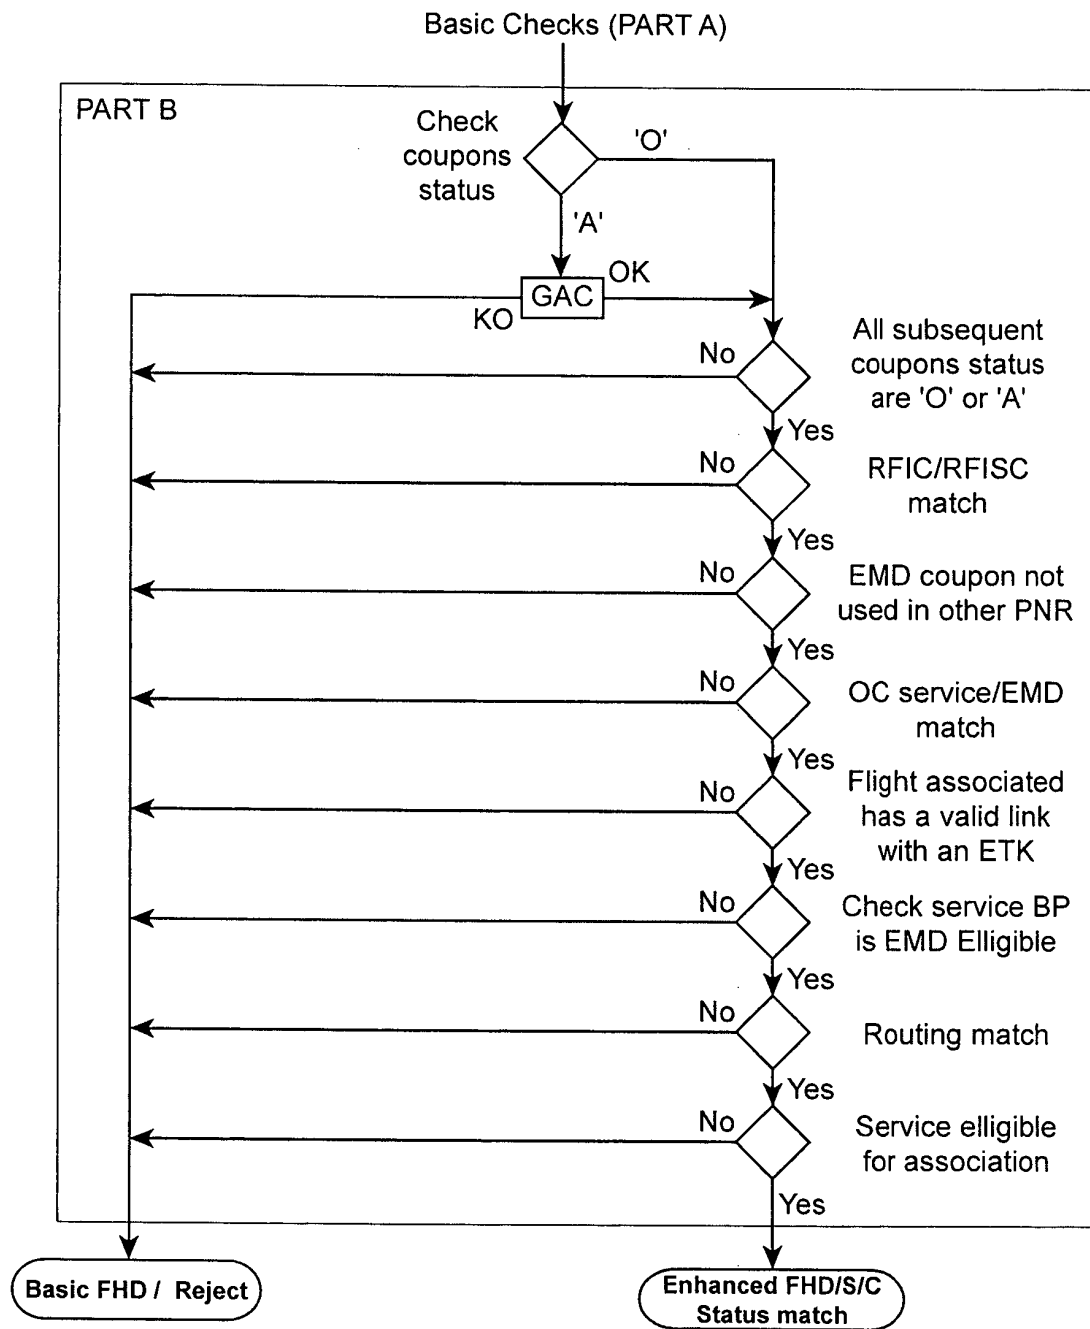 Basic Checks (PART A)
PART B
Check
coupons
status
'O'
'A'
GAC
OK
KO
All subsequent
coupons status
are 'O' or 'A'
No
Yes
RFIC/RFISC
match
No
Yes
EMD coupon not
used in other PNR
No
Yes
OC service/EMD
match
No
Yes
Flight associated
has a valid link
with an ETK
No
Yes
Check service BP
is EMD Elligible
No
Yes
Routing match
No
Yes
Service elligible
for association
No
Yes
Basic FHD / Reject
Enhanced FHD/S/C
Status match